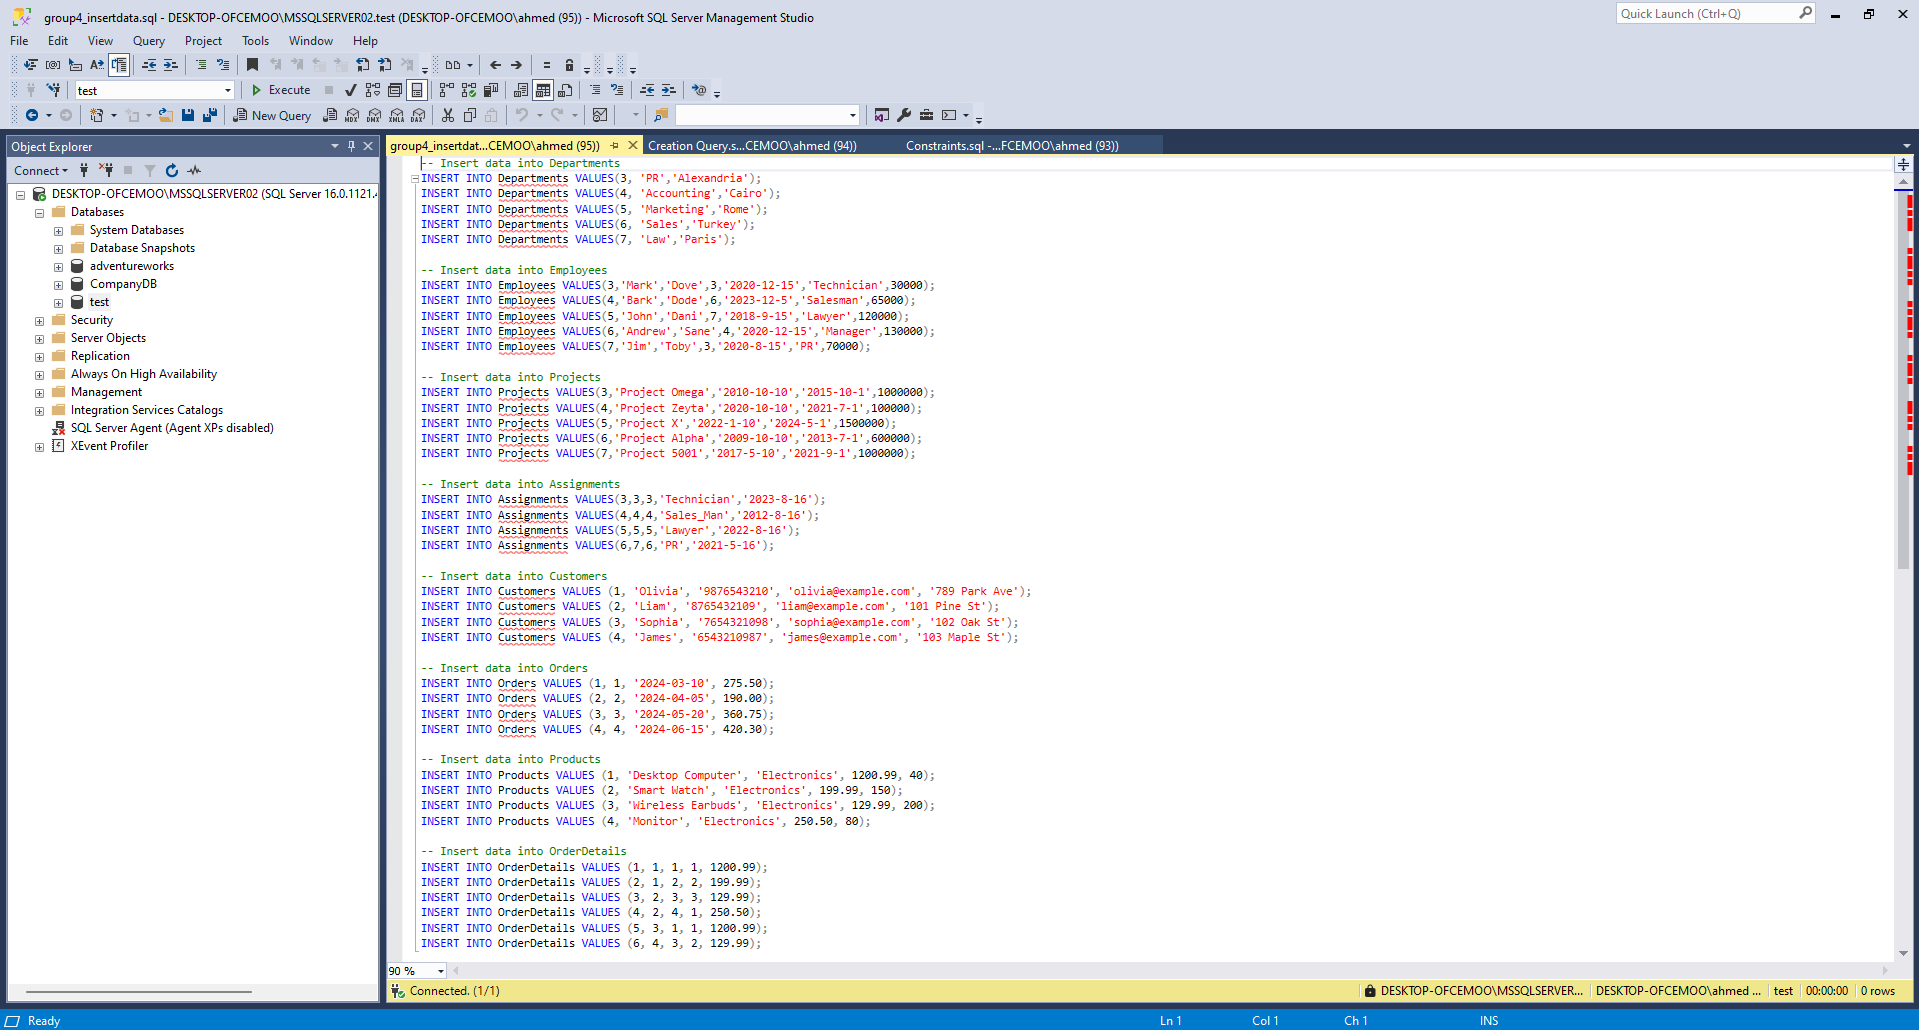 group4_insertdata.sql - DESKTOP-OFCEMOO\MSSQLSERVER02.test (DESKTOP-OFCEMOO\ahmed (95)) - Microsoft SQL Server Management Studio
Quick Launch (Ctrl+Q)
File Edit View Query Project Tools Window Help
test
Execute
New Query
MDX DMX XMLA DAX
Object Explorer
group4_insertdat...CEMOO\ahmed (95))
Creation Query.s...CEMOO\ahmed (94))
Constraints.sql -...FCEMOO\ahmed (93))
Connect
DESKTOP-OFCEMOO\MSSQLSERVER02 (SQL Server 16.0.1121.4
Databases
System Databases
Database Snapshots
adventureworks
CompanyDB
test
Security
Server Objects
Replication
Always On High Availability
Management
Integration Services Catalogs
SQL Server Agent (Agent XPs disabled)
XEvent Profiler
-- Insert data into Departments
INSERT INTO Departments VALUES(3, 'PR','Alexandria');
INSERT INTO Departments VALUES(4, 'Accounting','Cairo');
INSERT INTO Departments VALUES(5, 'Marketing','Rome');
INSERT INTO Departments VALUES(6, 'Sales','Turkey');
INSERT INTO Departments VALUES(7, 'Law','Paris');
-- Insert data into Employees
INSERT INTO Employees VALUES(3,'Mark','Dove',3,'2020-12-15','Technician',30000);
INSERT INTO Employees VALUES(4,'Bark','Dode',6,'2023-12-5','Salesman',65000);
INSERT INTO Employees VALUES(5,'John','Dani',7,'2018-9-15','Lawyer',120000);
INSERT INTO Employees VALUES(6,'Andrew','Sane',4,'2020-12-15','Manager',130000);
INSERT INTO Employees VALUES(7,'Jim','Toby',3,'2020-8-15','PR',70000);
-- Insert data into Projects
INSERT INTO Projects VALUES(3,'Project Omega','2010-10-10','2015-10-1',1000000);
INSERT INTO Projects VALUES(4,'Project Zeyta','2020-10-10','2021-7-1',100000);
INSERT INTO Projects VALUES(5,'Project X','2022-1-10','2024-5-1',1500000);
INSERT INTO Projects VALUES(6,'Project Alpha','2009-10-10','2013-7-1',600000);
INSERT INTO Projects VALUES(7,'Project 5001','2017-5-10','2021-9-1',1000000);
-- Insert data into Assignments
INSERT INTO Assignments VALUES(3,3,3,'Technician','2023-8-16');
INSERT INTO Assignments VALUES(4,4,4,'Sales_Man','2012-8-16');
INSERT INTO Assignments VALUES(5,5,5,'Lawyer','2022-8-16');
INSERT INTO Assignments VALUES(6,7,6,'PR','2021-5-16');
-- Insert data into Customers
INSERT INTO Customers VALUES (1, 'Olivia', '9876543210', 'olivia@example.com', '789 Park Ave');
INSERT INTO Customers VALUES (2, 'Liam', '8765432109', 'liam@example.com', '101 Pine St');
INSERT INTO Customers VALUES (3, 'Sophia', '7654321098', 'sophia@example.com', '102 Oak St');
INSERT INTO Customers VALUES (4, 'James', '6543210987', 'james@example.com', '103 Maple St');
-- Insert data into Orders
INSERT INTO Orders VALUES (1, 1, '2024-03-10', 275.50);
INSERT INTO Orders VALUES (2, 2, '2024-04-05', 190.00);
INSERT INTO Orders VALUES (3, 3, '2024-05-20', 360.75);
INSERT INTO Orders VALUES (4, 4, '2024-06-15', 420.30);
-- Insert data into Products
INSERT INTO Products VALUES (1, 'Desktop Computer', 'Electronics', 1200.99, 40);
INSERT INTO Products VALUES (2, 'Smart Watch', 'Electronics', 199.99, 150);
INSERT INTO Products VALUES (3, 'Wireless Earbuds', 'Electronics', 129.99, 200);
INSERT INTO Products VALUES (4, 'Monitor', 'Electronics', 250.50, 80);
-- Insert data into OrderDetails
INSERT INTO OrderDetails VALUES (1, 1, 1, 1, 1200.99);
INSERT INTO OrderDetails VALUES (2, 1, 2, 2, 199.99);
INSERT INTO OrderDetails VALUES (3, 2, 3, 3, 129.99);
INSERT INTO OrderDetails VALUES (4, 2, 4, 1, 250.50);
INSERT INTO OrderDetails VALUES (5, 3, 1, 1, 1200.99);
INSERT INTO OrderDetails VALUES (6, 4, 3, 2, 129.99);
90 %
Connected. (1/1)
DESKTOP-OFCEMOO\MSSQLSERVER... DESKTOP-OFCEMOO\ahmed ... test 00:00:00 0 rows
Ready
Ln 1 Col 1 Ch 1 INS